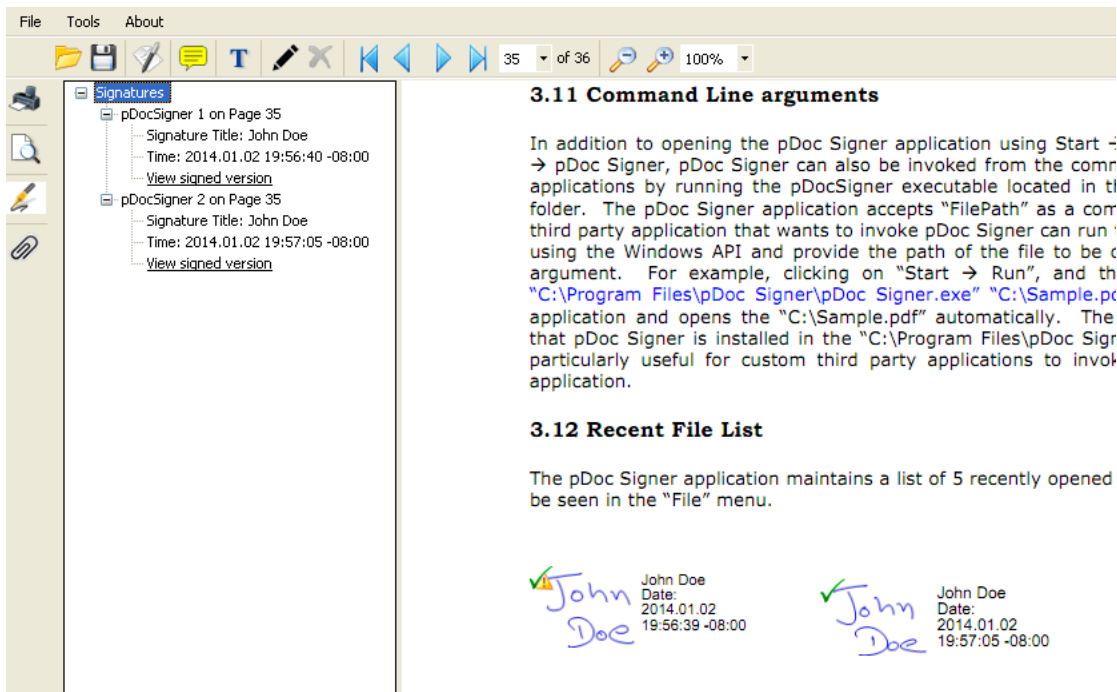 File Tools About
T 35 of 36 100%
Signatures
pDocSigner 1 on Page 35
Signature Title: John Doe
Time: 2014.01.02 19:56:40 -08:00
View signed version
pDocSigner 2 on Page 35
Signature Title: John Doe
Time: 2014.01.02 19:57:05 -08:00
View signed version
3.11 Command Line arguments
In addition to opening the pDoc Signer application using Start →
→ pDoc Signer, pDoc Signer can also be invoked from the
applications by running the pDocSigner executable located in
folder. The pDoc Signer application accepts “FilePath” as a
third party application that wants to invoke pDoc Signer can run
using the Windows API and provide the path of the file to be
argument. For example, clicking on “Start → Run”, and
“C:\Program Files\pDoc Signer\pDoc Signer.exe” “C:\Sample.
application and opens the “C:\Sample.pdf” automatically. The
that pDoc Signer is installed in the “C:\Program Files\pDoc
particularly useful for custom third party applications to
application.
3.12 Recent File List
The pDoc Signer application maintains a list of 5 recently opened
be seen in the “File” menu.
John Doe
John Doe
Date:
2014.01.02
19:56:39 -08:00
John Doe
John Doe
Date:
2014.01.02
19:57:05 -08:00